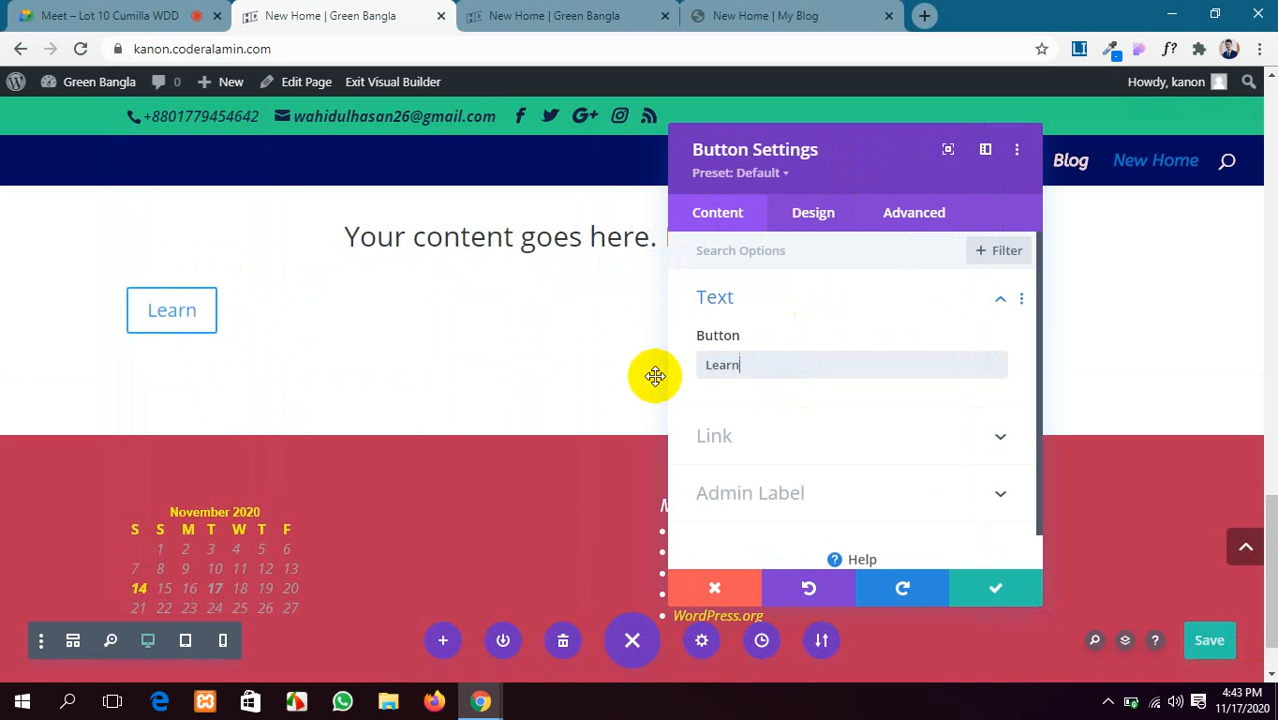 Meet – Lot 10 Cumilla WDD
New Home | Green Bangla
New Home | Green Bangla
New Home | My Blog
kanon.coderalamin.com
Green Bangla
0
New
Edit Page
Exit Visual Builder
Howdy, kanon
+8801779454642
wahidulhasan26@gmail.com
Blog
New Home
Your content goes here.
Learn
Button Settings
Preset: Default
Content
Design
Advanced
Search Options
+ Filter
Text
Button
Learn
Link
Admin Label
Help
November 2020
S S M T W T F
1 2 3 4 5 6
7 8 9 10 11 12 13
14 15 16 17 18 19 20
21 22 23 24 25 26 27
WordPress.org
Save
4:43 PM
11/17/2020